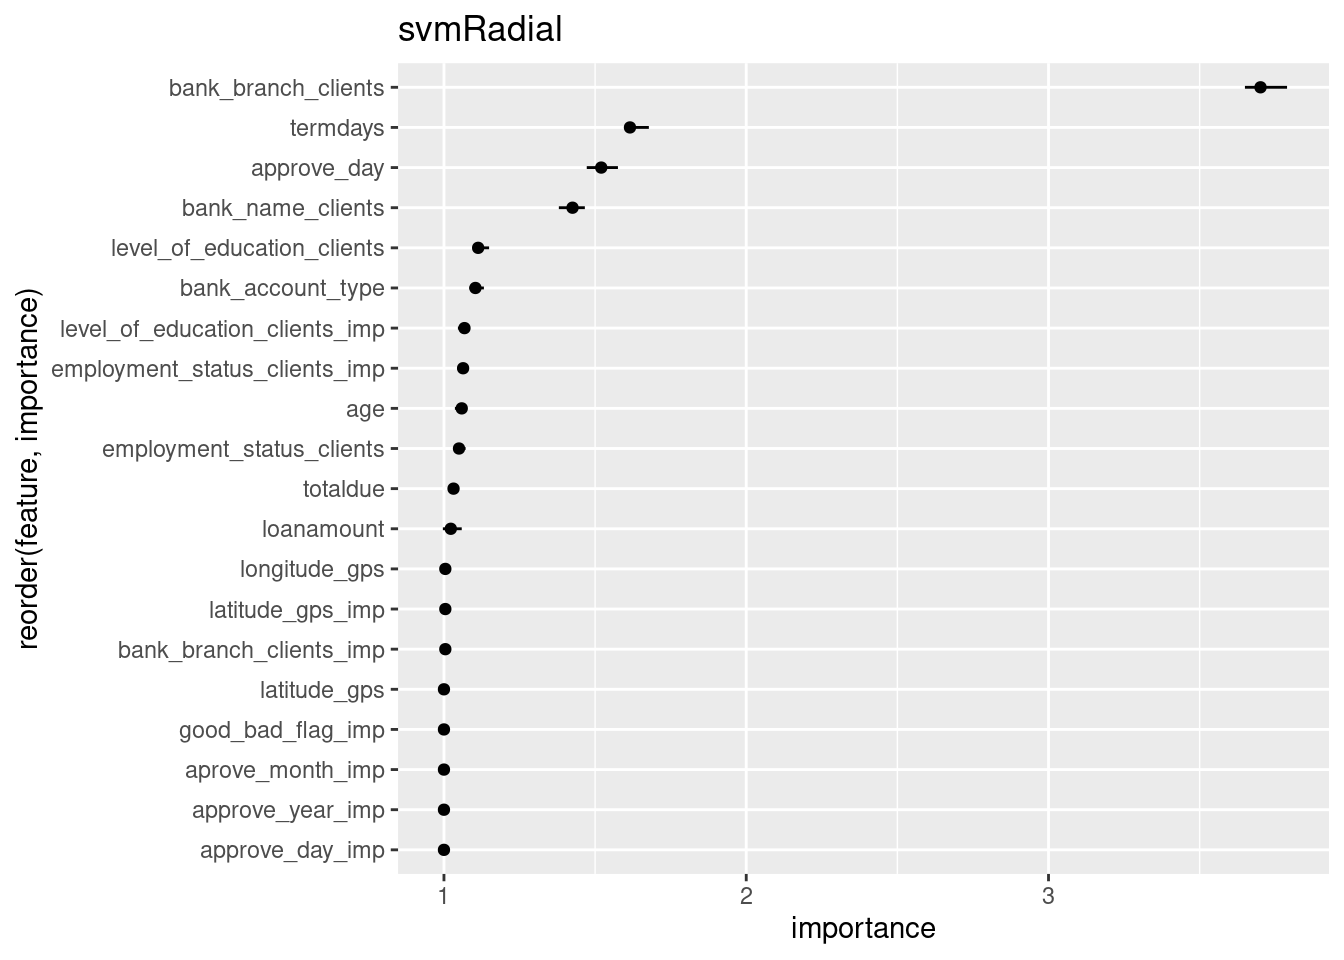 svmRadial
bank_branch_clients
termdays
approve_day
bank_name_clients
level_of_education_clients
bank_account_type
level_of_education_clients_imp
employment_status_clients_imp
age
employment_status_clients
totaldue
loanamount
longitude_gps
latitude_gps_imp
bank_branch_clients_imp
latitude_gps
good_bad_flag_imp
aprove_month_imp
approve_year_imp
approve_day_imp
reorder(feature, importance)
1 2 3
importance